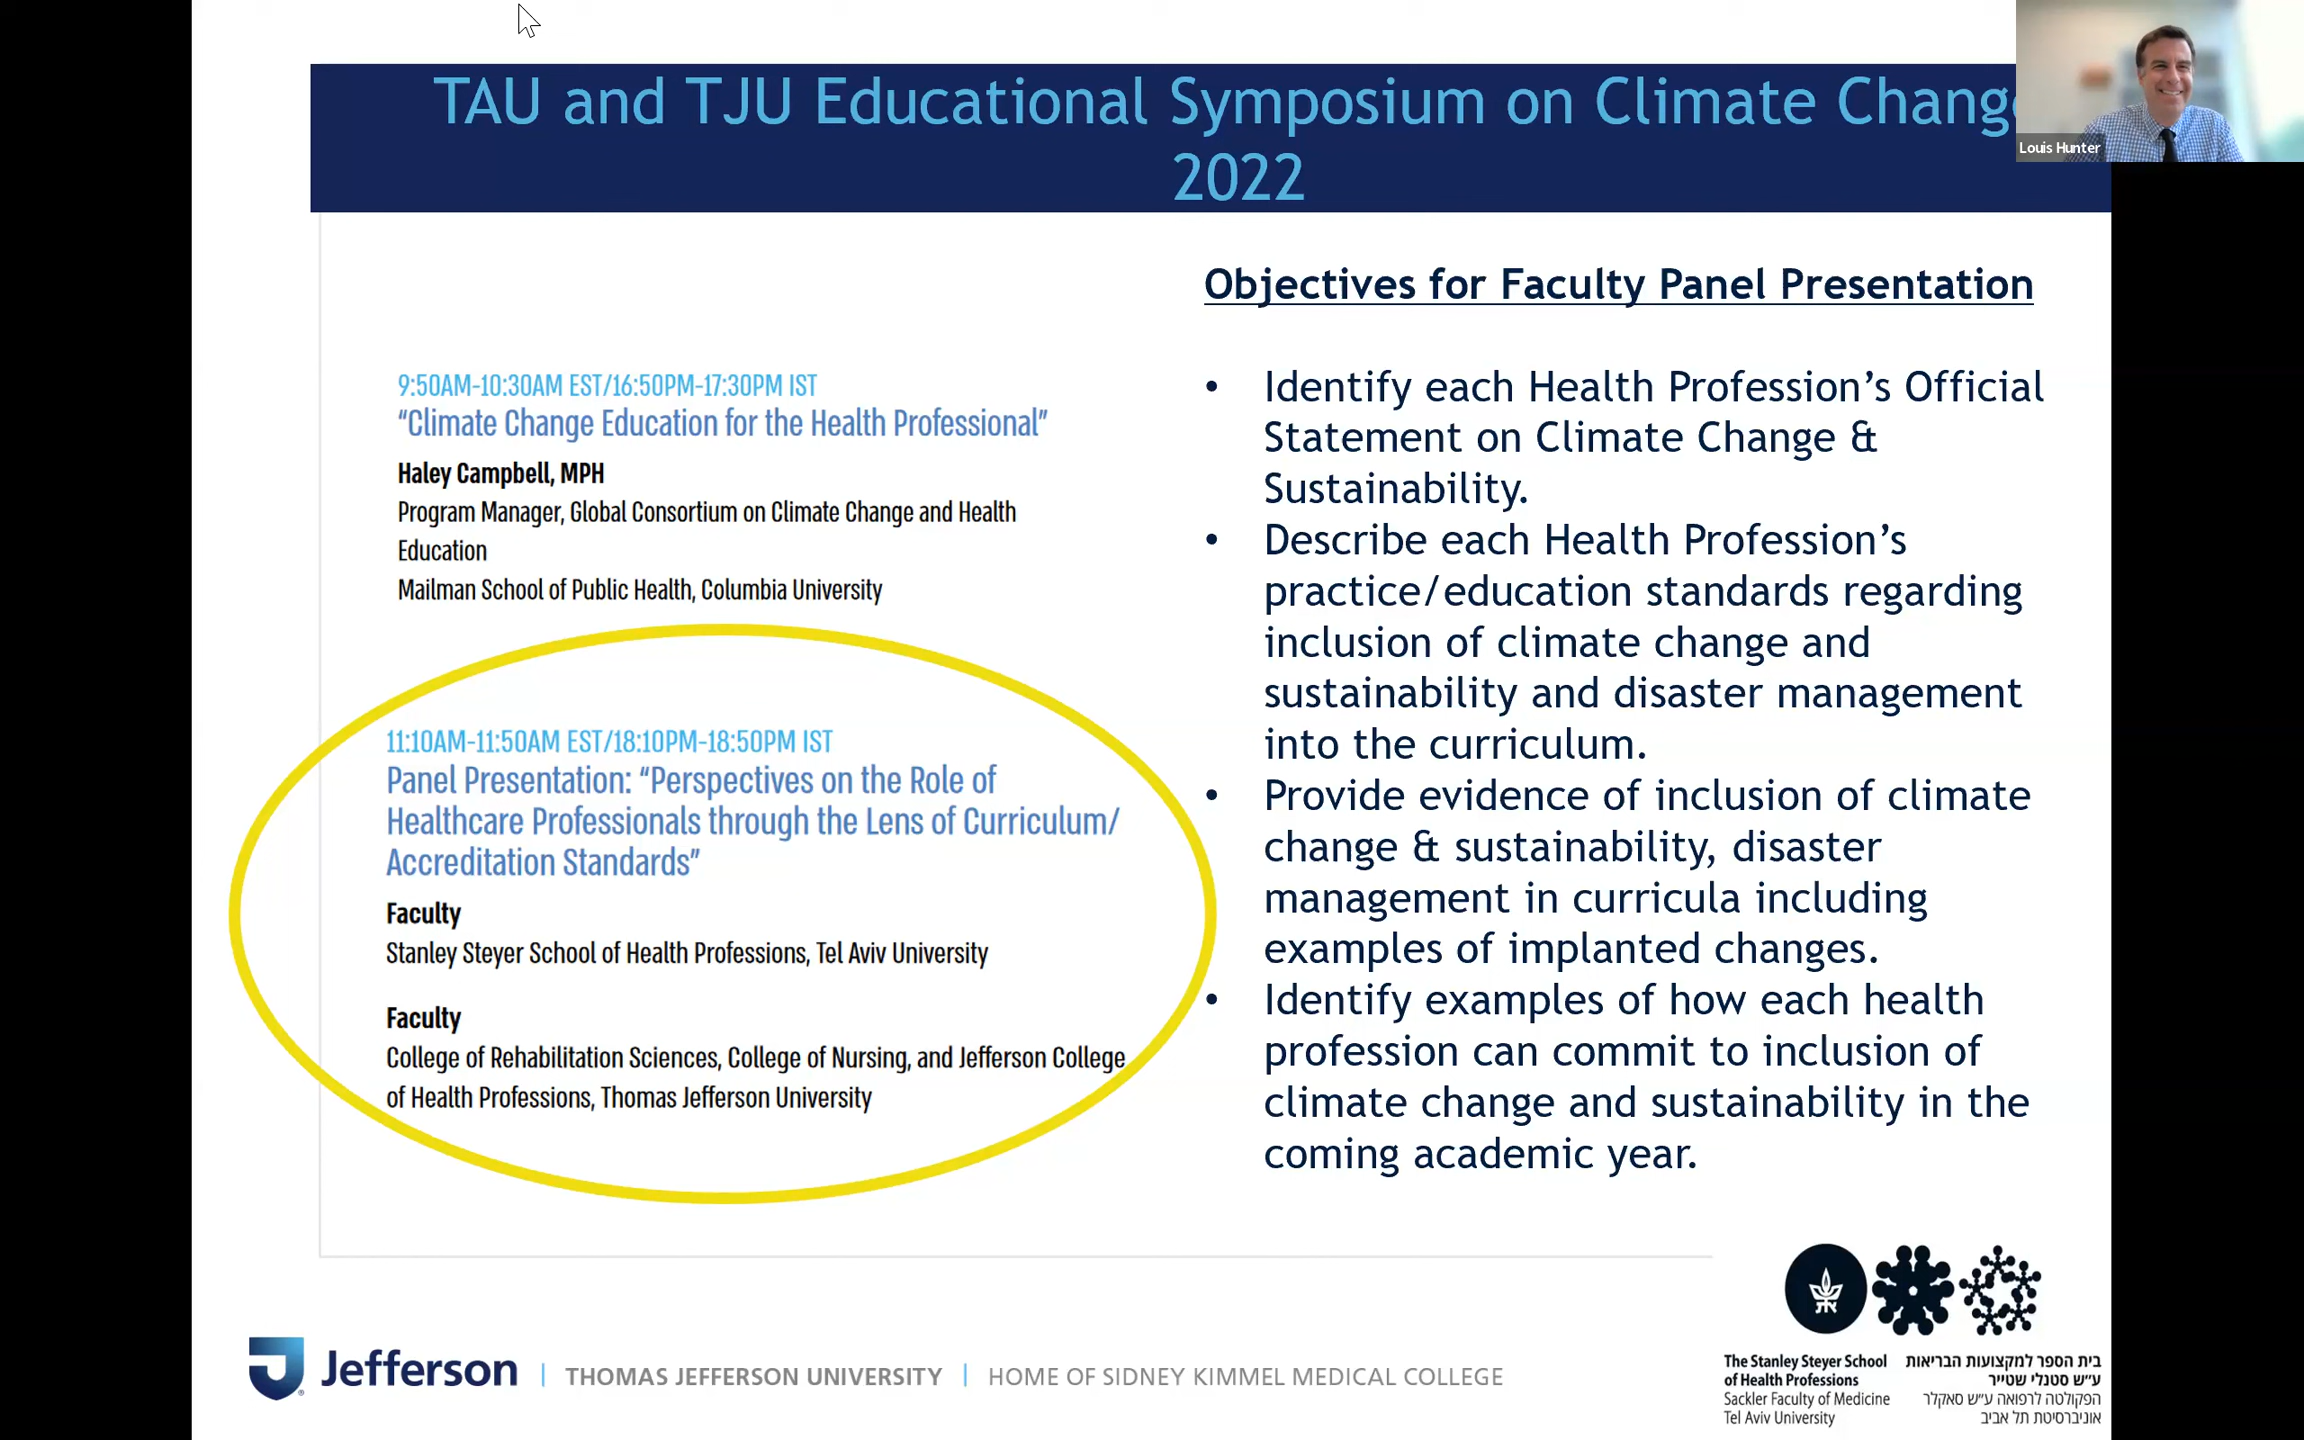 TAU and TJU Educational Symposium on Climate Change
2022
Louis Hunter
9:50AM-10:30AM EST/16:50PM-17:30PM IST
“Climate Change Education for the Health Professional”
Haley Campbell, MPH
Program Manager, Global Consortium on Climate Change and Health
Education
Mailman School of Public Health, Columbia University
11:10AM-11:50AM EST/18:10PM-18:50PM IST
Panel Presentation: “Perspectives on the Role of
Healthcare Professionals through the Lens of Curriculum/
Accreditation Standards”
Faculty
Stanley Steyer School of Health Professions, Tel Aviv University
Faculty
College of Rehabilitation Sciences, College of Nursing, and Jefferson College
of Health Professions, Thomas Jefferson University
Objectives for Faculty Panel Presentation
• Identify each Health Profession’s Official
Statement on Climate Change &
Sustainability.
• Describe each Health Profession’s
practice/education standards regarding
inclusion of climate change and
sustainability and disaster management
into the curriculum.
• Provide evidence of inclusion of climate
change & sustainability, disaster
management in curricula including
examples of implanted changes.
• Identify examples of how each health
profession can commit to inclusion of
climate change and sustainability in the
coming academic year.
Jefferson | THOMAS JEFFERSON UNIVERSITY | HOME OF SIDNEY KIMMEL MEDICAL COLLEGE
The Stanley Steyer School
of Health Professions
Sackler Faculty of Medicine
Tel Aviv University
בית הספר למקצועות הבריאות
ע״ש סטנלי שטייר
הפקולטה לרפואה ע״ש סאקלר
אוניברסיטת תל אביב